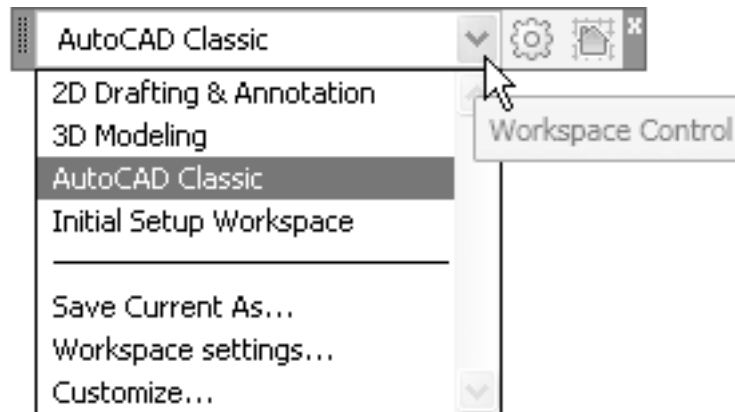 AutoCAD Classic
2D Drafting & Annotation
3D Modeling
AutoCAD Classic
Initial Setup Workspace
Save Current As...
Workspace settings...
Customize...
Workspace Control